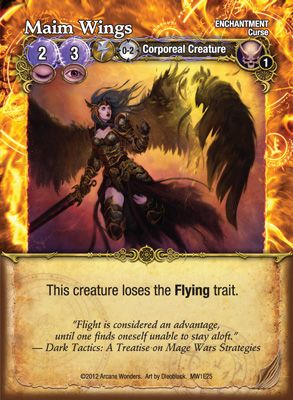 Maim Wings
ENCHANTMENT
Curse
2 3 0-2 Corporeal Creature
1
This creature loses the Flying trait.
"Flight is considered an advantage,
until one finds oneself unable to stay aloft."
— Dark Tactics: A Treatise on Mage Wars Strategies
©2012 Arcane Wonders. Art by Dleoblack. MW1E25